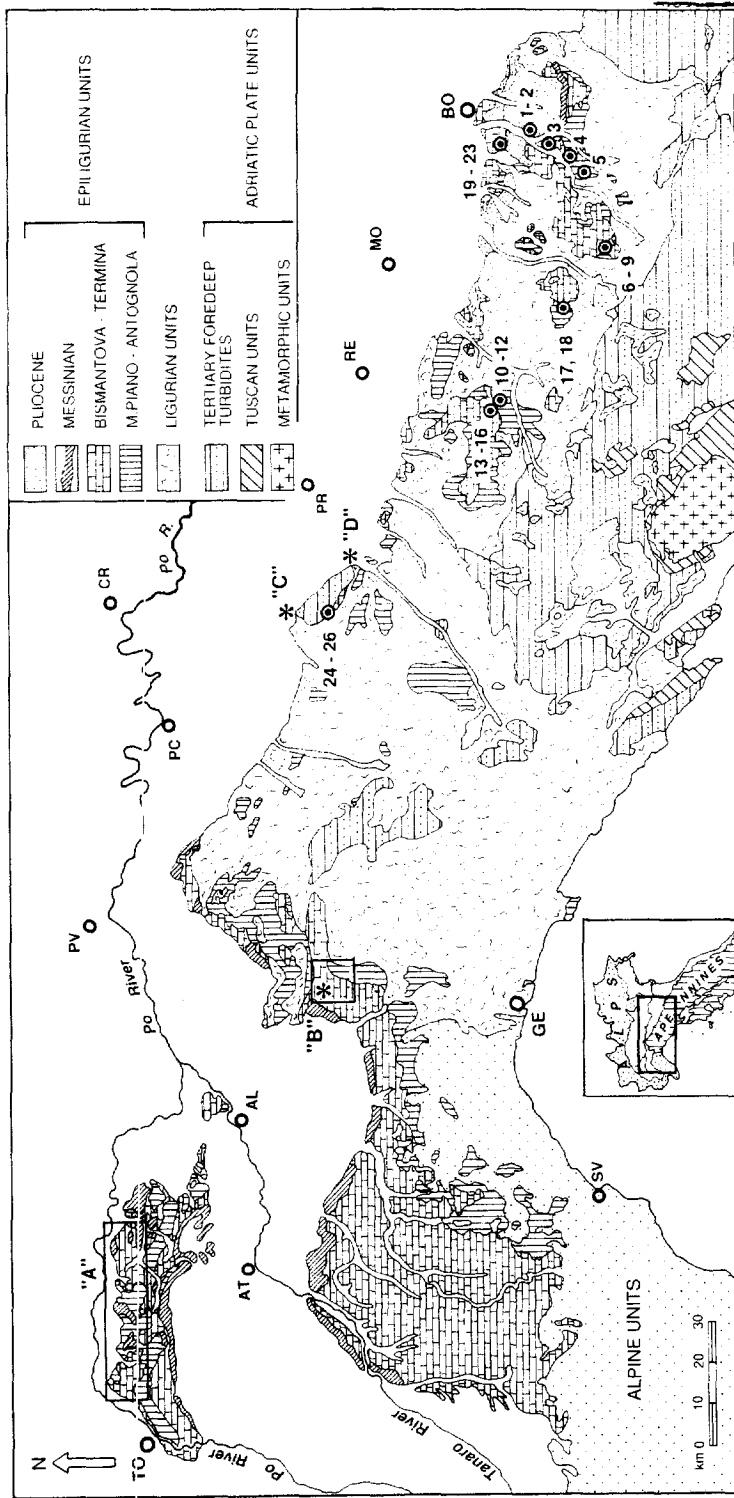 PLIOCENE
MESSINIAN
BISMANTOVA - TERMINA
M.PIANO - ANTOGNOLA
LIGURIAN UNITS
TERTIARY FOREDEEP
TURBIDITES
TUSCAN UNITS
METAMORPHIC UNITS
EPILIGURIAN UNITS
ADRIATIC PLATE UNITS
N
TO
"A"
Po
River
AT
AL
Tanaro
River
Po
River
PV
PC
CR
Po R.
"B"
"C"
"D"
24 - 26
PR
RE
MO
BO
13 - 16
10 - 12
17, 18
6 - 9
19 - 23
1 - 2
3
4
5
GE
SV
ALPINE UNITS
km 0 10 20 30
A L P S
APENNINES